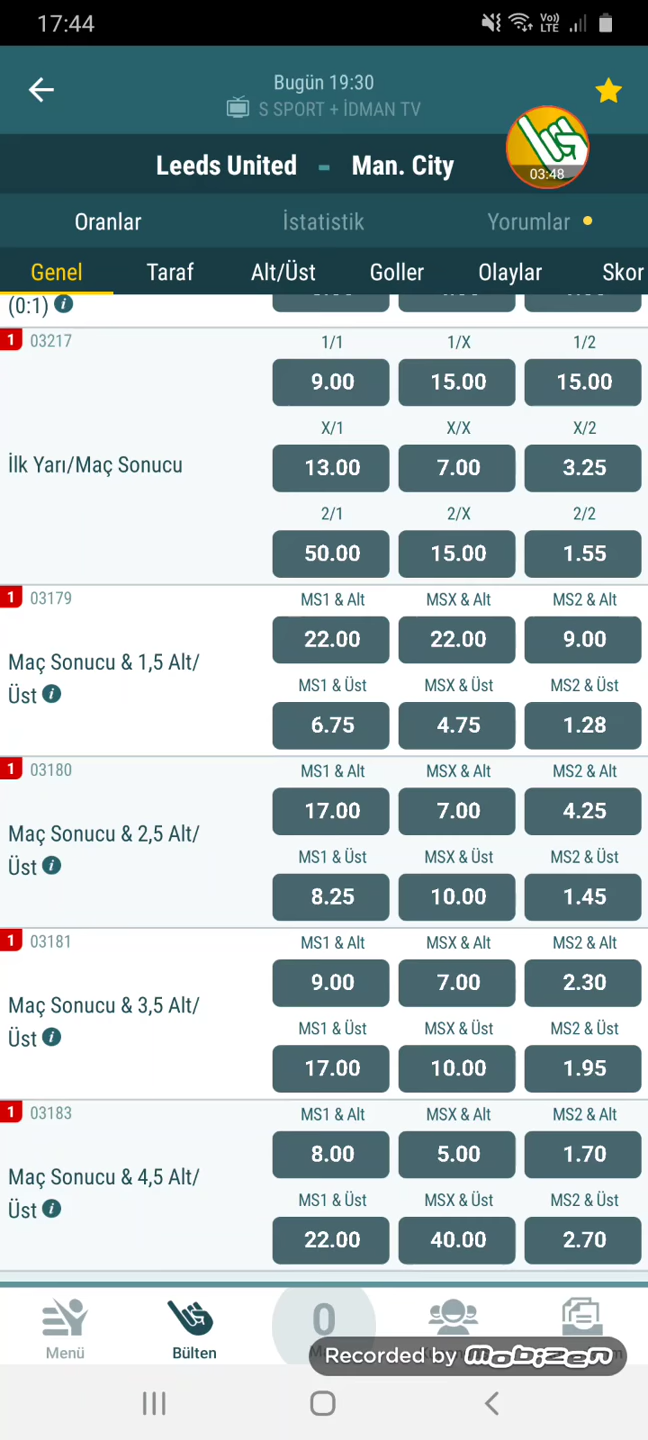 17:44
Vo)) LTE
Bugün 19:30
S SPORT + İDMAN TV
Leeds United - Man. City
03:48
Oranlar İstatistik Yorumlar
Genel Taraf Alt/Üst Goller Olaylar Skor
(0:1)
1 03217
İlk Yarı/Maç Sonucu
1/1 1/X 1/2
9.00 15.00 15.00
X/1 X/X X/2
13.00 7.00 3.25
2/1 2/X 2/2
50.00 15.00 1.55
1 03179
Maç Sonucu & 1,5 Alt/
Üst
MS1 & Alt MSX & Alt MS2 & Alt
22.00 22.00 9.00
MS1 & Üst MSX & Üst MS2 & Üst
6.75 4.75 1.28
1 03180
Maç Sonucu & 2,5 Alt/
Üst
MS1 & Alt MSX & Alt MS2 & Alt
17.00 7.00 4.25
MS1 & Üst MSX & Üst MS2 & Üst
8.25 10.00 1.45
1 03181
Maç Sonucu & 3,5 Alt/
Üst
MS1 & Alt MSX & Alt MS2 & Alt
9.00 7.00 2.30
MS1 & Üst MSX & Üst MS2 & Üst
17.00 10.00 1.95
1 03183
Maç Sonucu & 4,5 Alt/
Üst
MS1 & Alt MSX & Alt MS2 & Alt
8.00 5.00 1.70
MS1 & Üst MSX & Üst MS2 & Üst
22.00 40.00 2.70
0
Menü Bülten
Recorded by mobizen